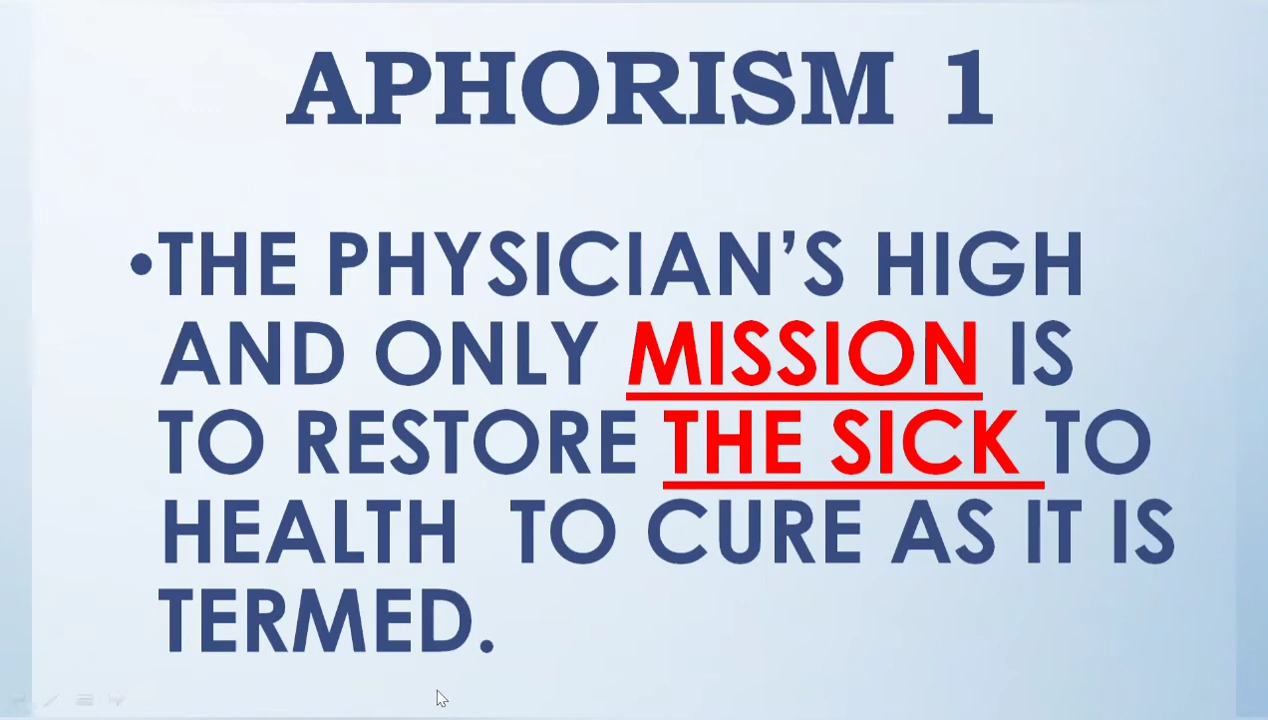 APHORISM 1
•THE PHYSICIAN’S HIGH
AND ONLY MISSION IS
TO RESTORE THE SICK TO
HEALTH TO CURE AS IT IS
TERMED.